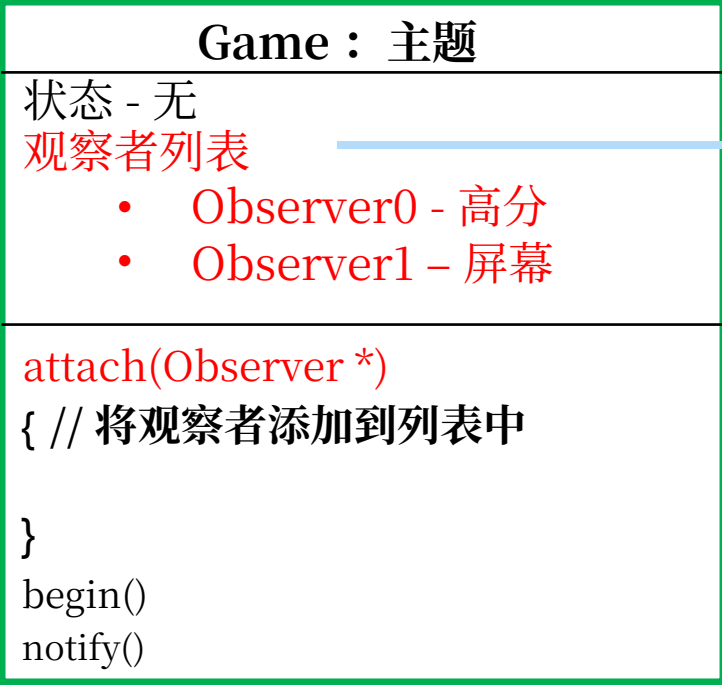 Game： 主题
状态 - 无
观察者列表
• Observer0 - 高分
• Observer1 – 屏幕
attach(Observer *)
{ // 将观察者添加到列表中
}
begin()
notify()